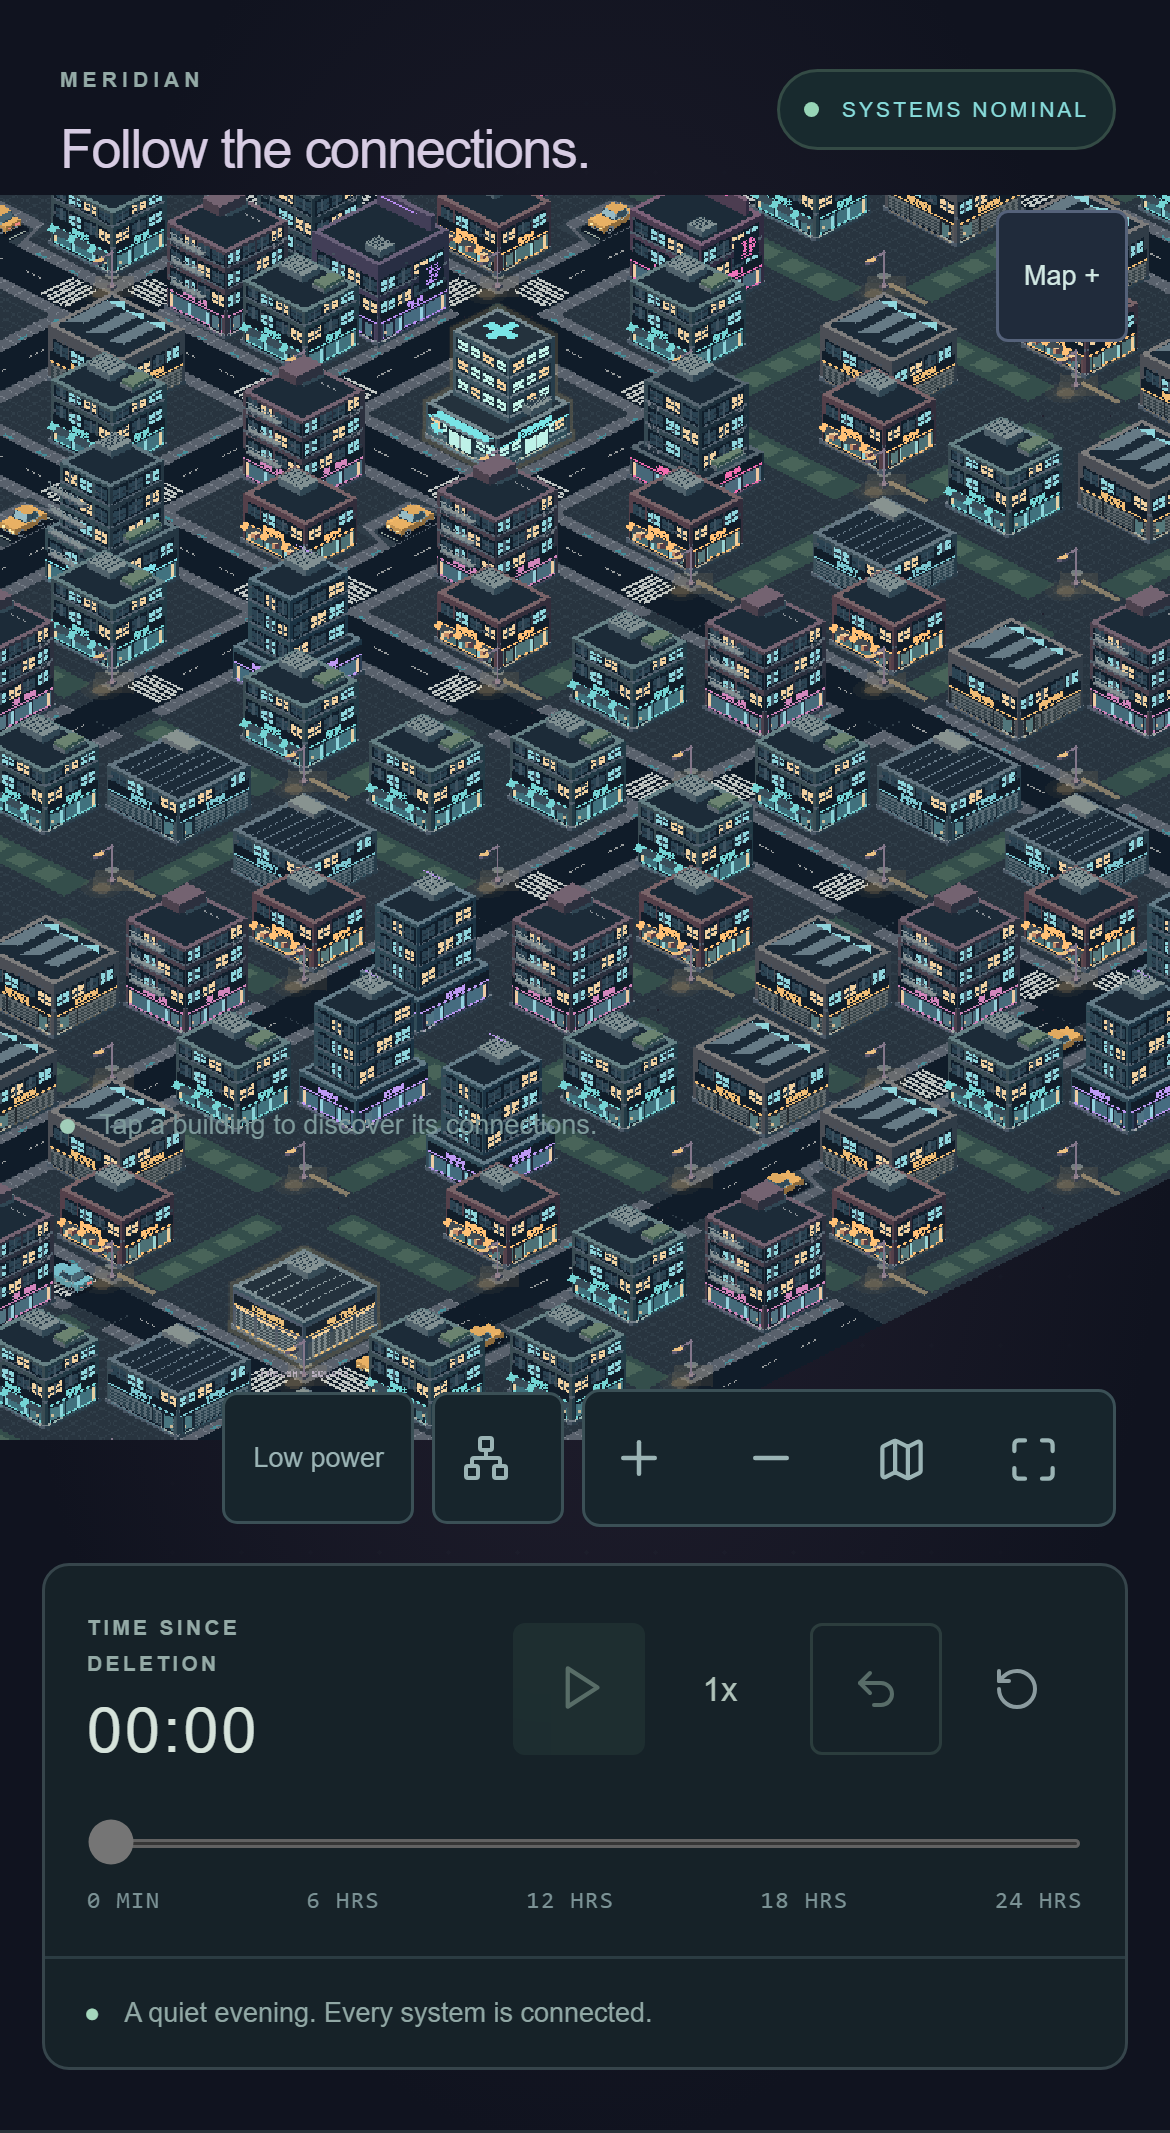 MERIDIAN
Follow the connections.
SYSTEMS NOMINAL
Map +
Tap a building to discover its connections.
Low power
TIME SINCE
DELETION
00:00
1x
0 MIN
6 HRS
12 HRS
18 HRS
24 HRS
A quiet evening. Every system is connected.